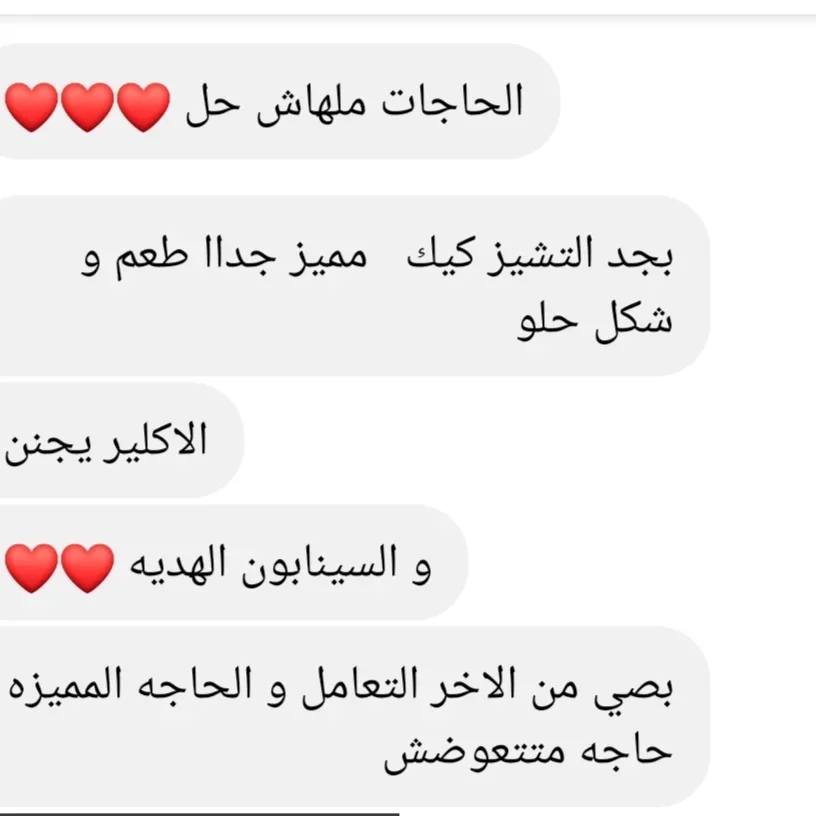 الحاجات ملهاش حل ❤️❤️❤️
بجد التشيز كيك مميز جداا طعم و
شكل حلو
الاكلير يجنن
و السينابون الهديه ❤️❤️
بصي من الاخر التعامل و الحاجه المميزه
حاجه متتعوضش